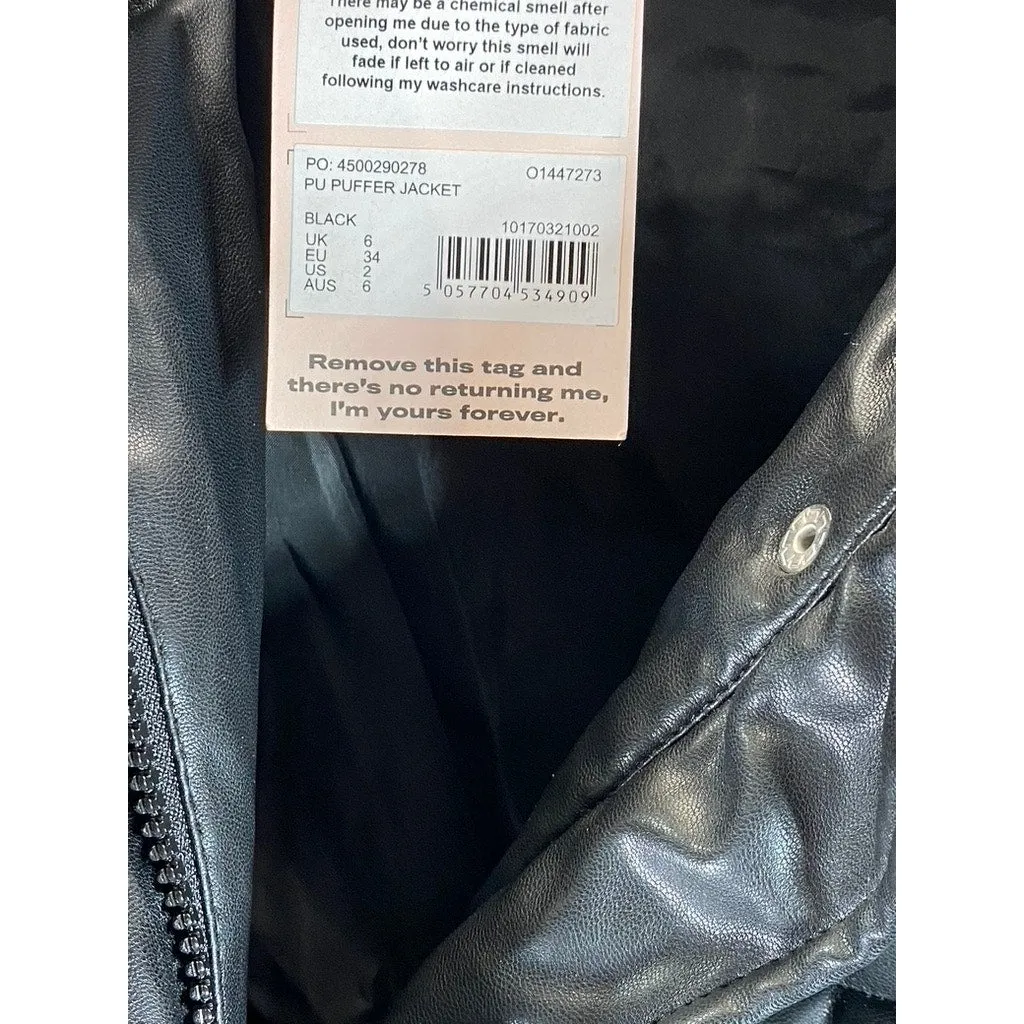 There may be a chemical smell after
opening me due to the type of fabric
used, don't worry this smell will
fade if left to air or if cleaned
following my washcare instructions.
PO: 4500290278 O1447273
PU PUFFER JACKET
BLACK 10170321002
UK 6
EU 34
US 2
AUS 6
5 057704 534909
Remove this tag and
there's no returning me,
I'm yours forever.